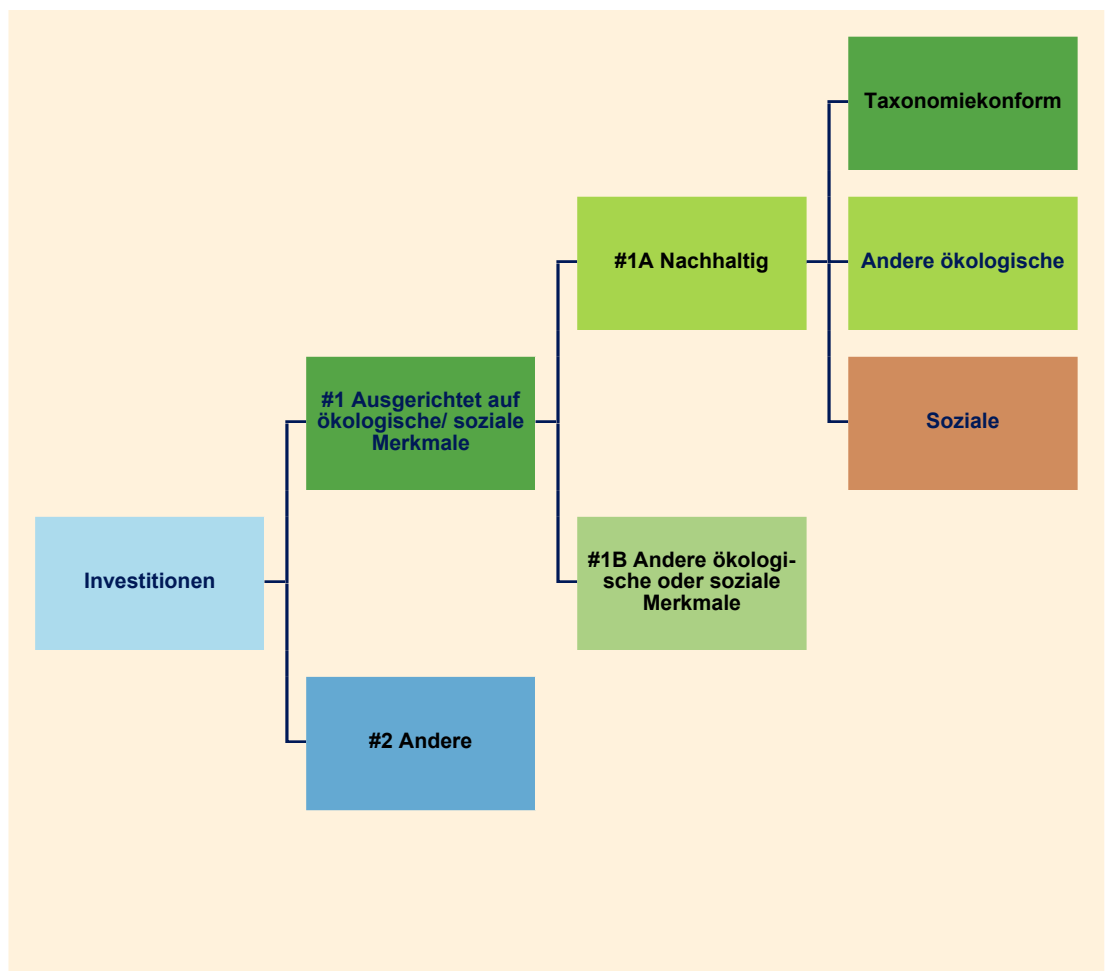 Taxonomiekonform
#1A Nachhaltig
Andere ökologische
#1 Ausgerichtet auf
ökologische/ soziale
Merkmale
Soziale
Investitionen
#1B Andere ökologi-
sche oder soziale
Merkmale
#2 Andere